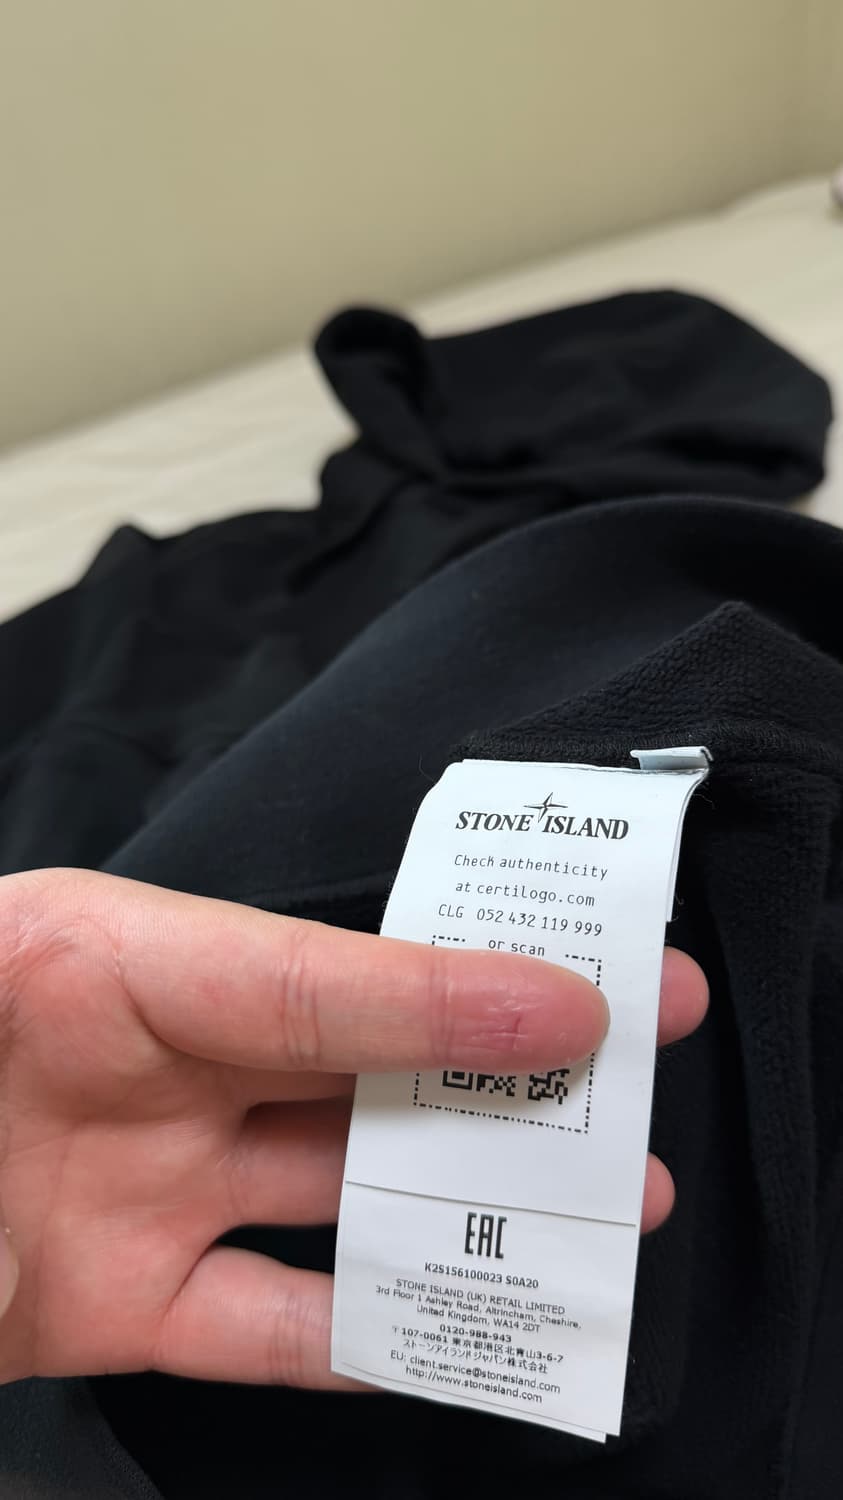 STONE ISLAND
Check authenticity
at certilogo.com
CLG 052 432 119 999
or scan
EAC
K2S156100023 S0A20
STONE ISLAND (UK) RETAIL LIMITED
3rd Floor 1 Ashley Road, Altrincham, Cheshire,
United Kingdom, WA14 2DT
0120-988-943
〒107-0061 東京都港区北青山3-6-7
ストーンアイランドジャパン株式会社
EU: client.service@stoneisland.com
http://www.stoneisland.com